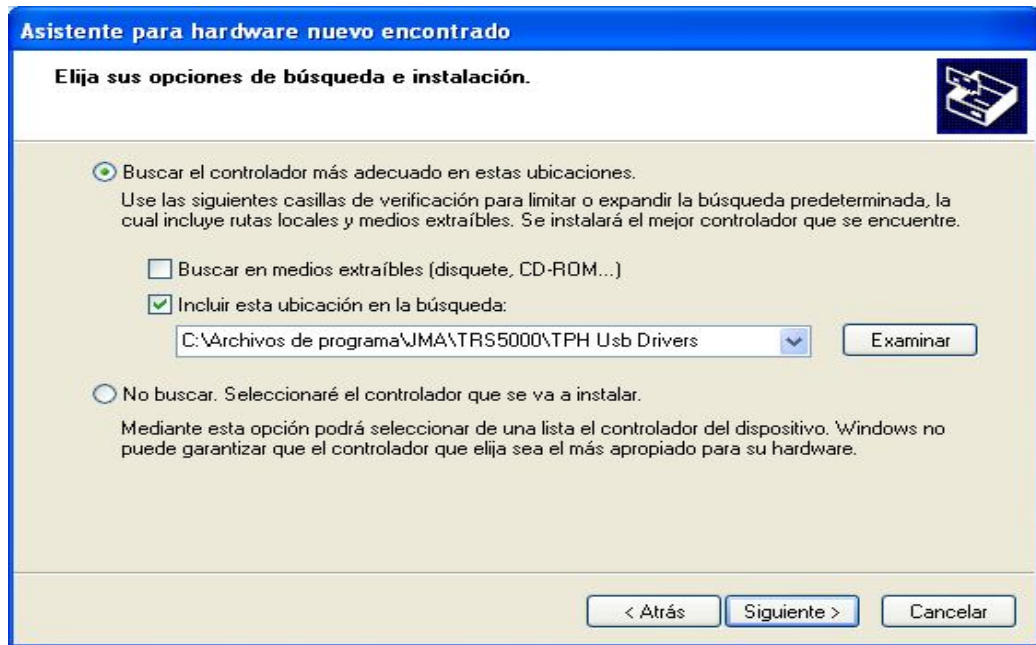 Asistente para hardware nuevo encontrado
Elija sus opciones de búsqueda e instalación.
Buscar el controlador más adecuado en estas ubicaciones.
Use las siguientes casillas de verificación para limitar o expandir la búsqueda predeterminada, la
cual incluye rutas locales y medios extraíbles. Se instalará el mejor controlador que se encuentre.
Buscar en medios extraíbles (disquete, CD-ROM...)
Incluir esta ubicación en la búsqueda:
C:\Archivos de programa\JMA\TRS5000\TPH Usb Drivers
Examinar
No buscar. Seleccionaré el controlador que se va a instalar.
Mediante esta opción podrá seleccionar de una lista el controlador del dispositivo. Windows no
puede garantizar que el controlador que elija sea el más apropiado para su hardware.
< Atrás
Siguiente >
Cancelar